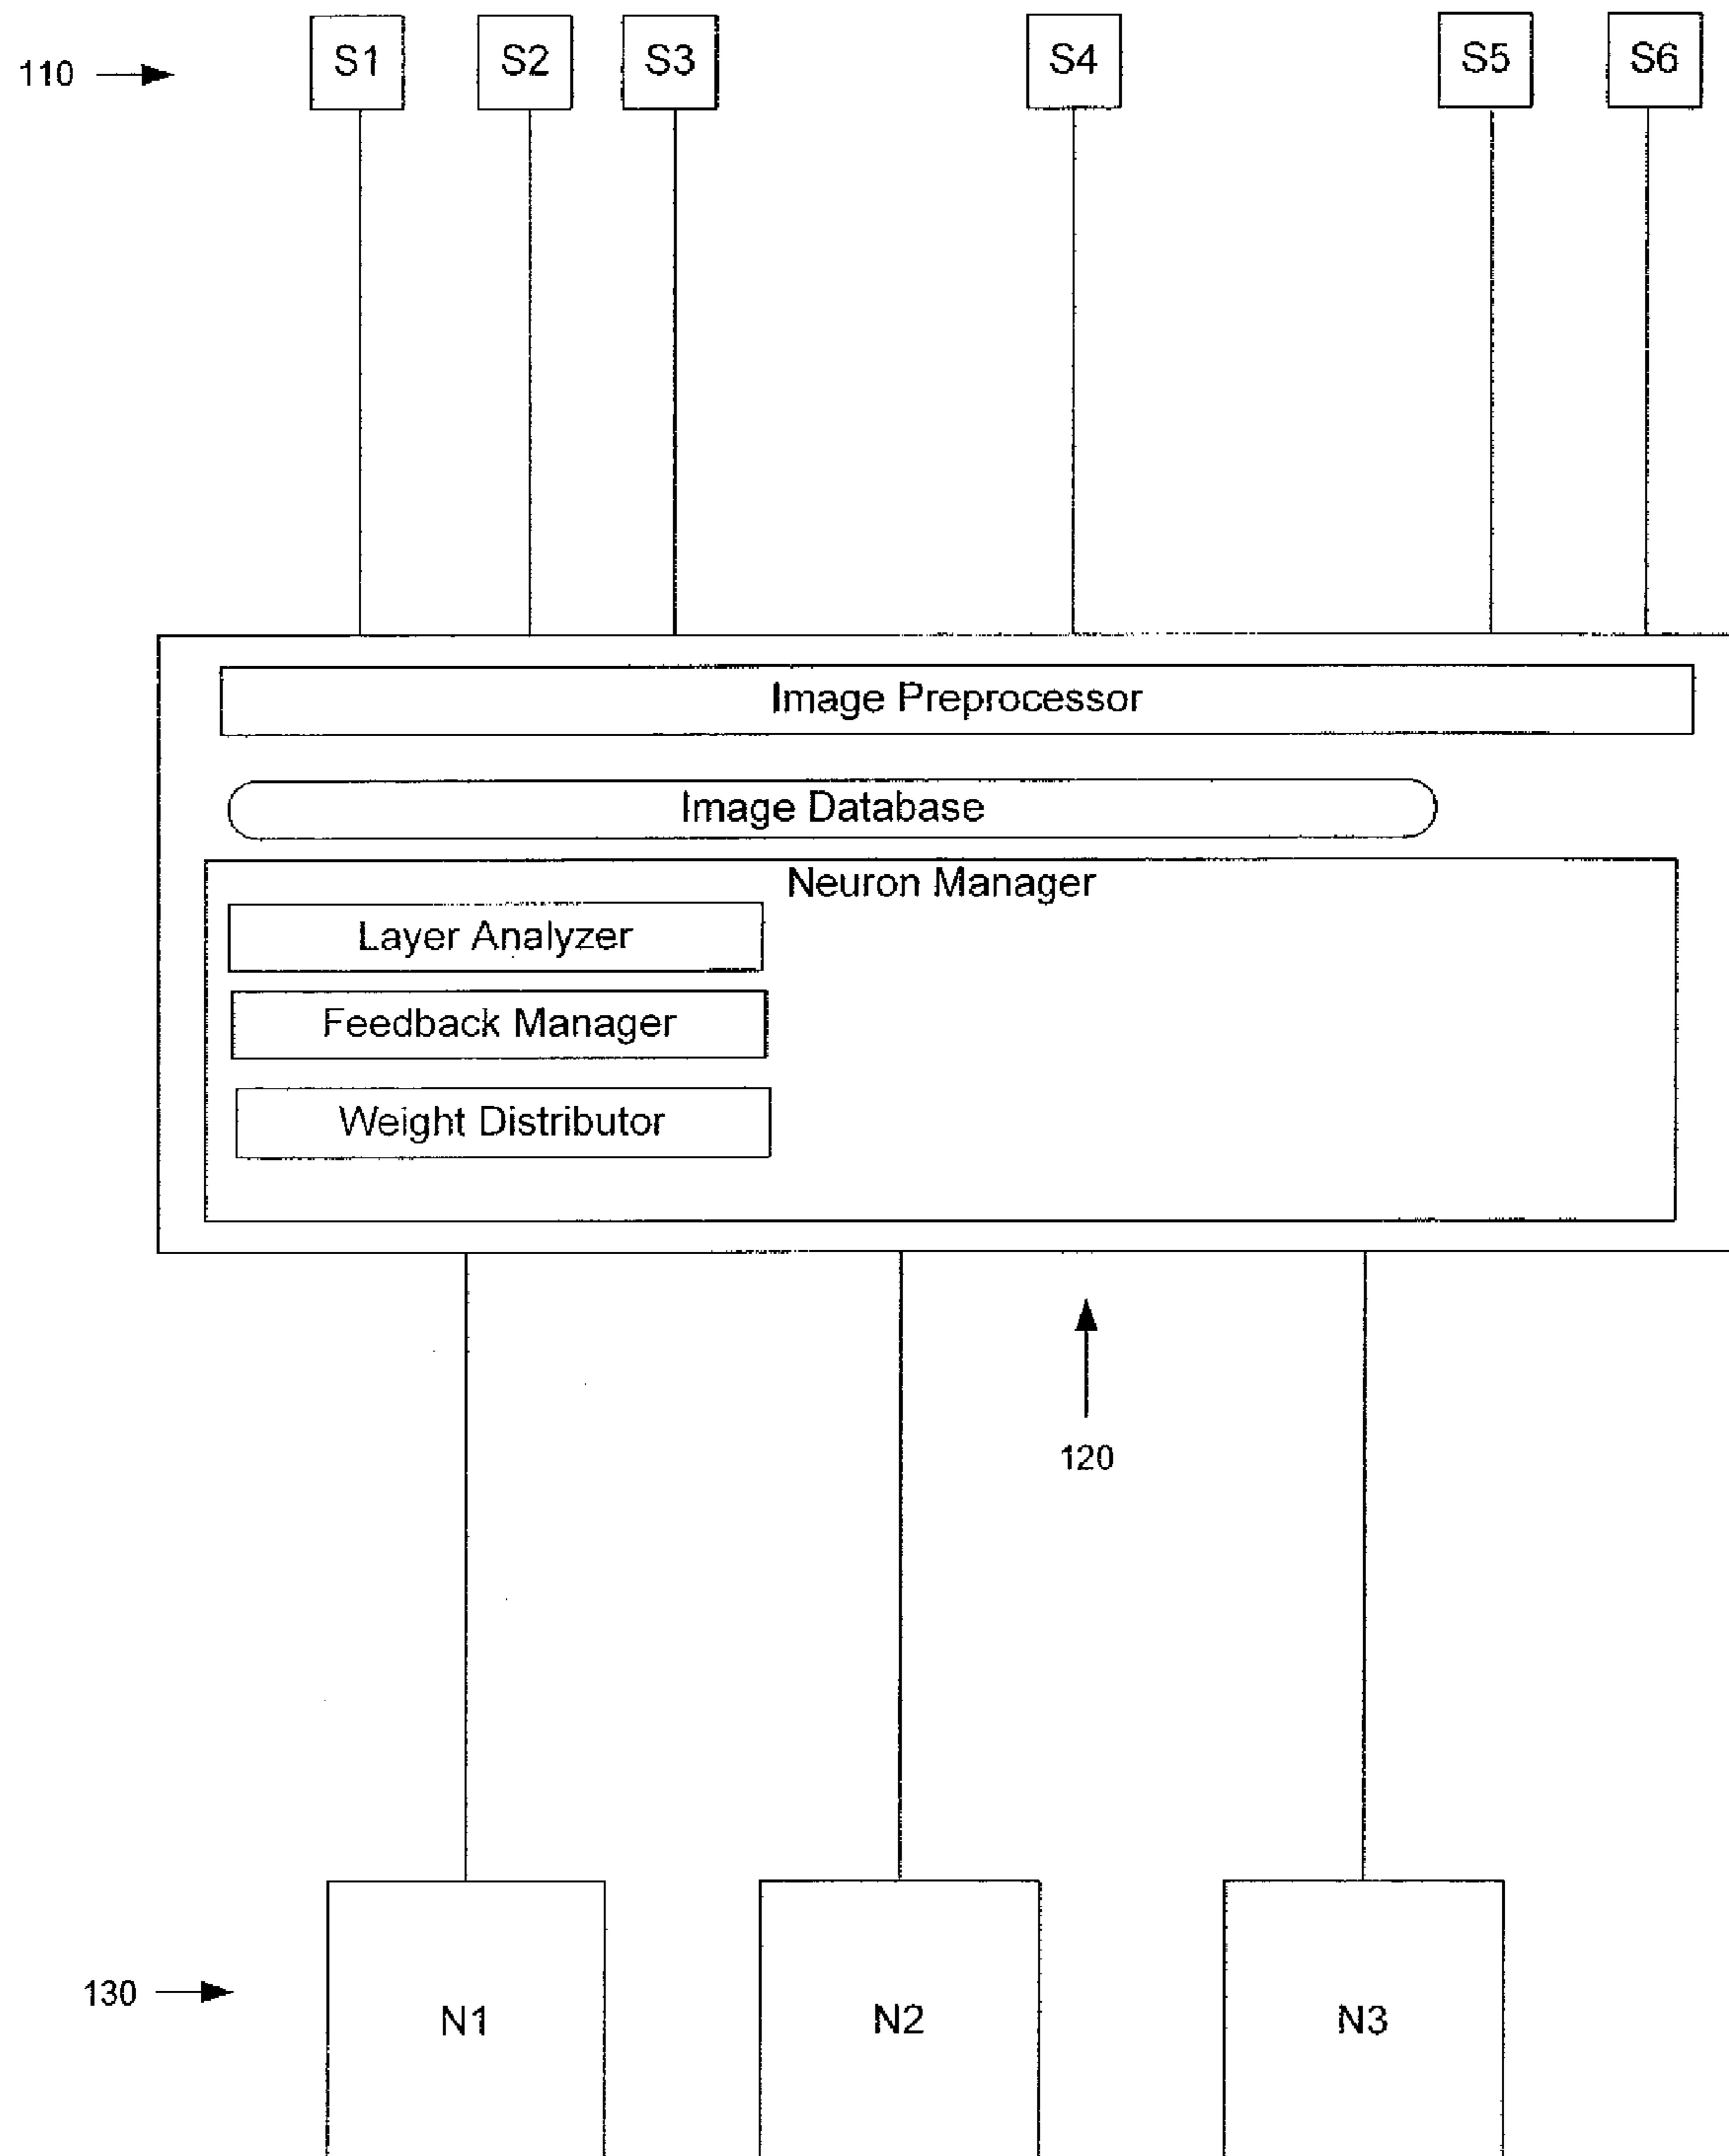 110 S1 S2 S3 S4 S5 S6
Image Preprocessor
Image Database
Neuron Manager
Layer Analyzer
Feedback Manager
Weight Distributor
120
130 N1 N2 N3